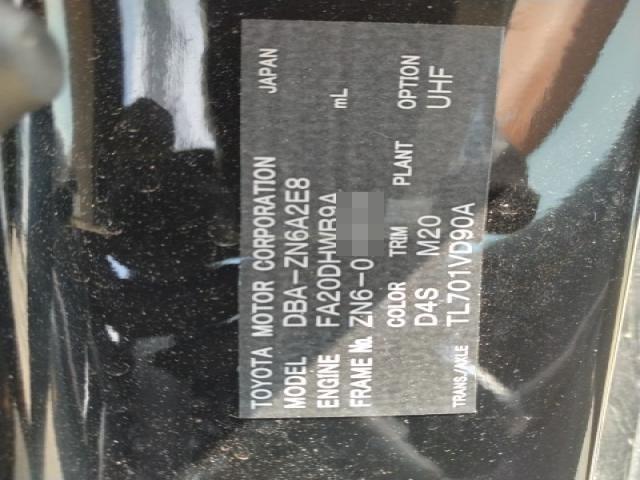 TOYOTA MOTOR CORPORATION JAPAN
MODEL DBA-ZN6A2E8
ENGINE FA20DHWB9A mL
FRAME No. ZN6-0
COLOR TRIM PLANT OPTION
D4S M20 UHF
TRANS./AXLE TL701VD90A